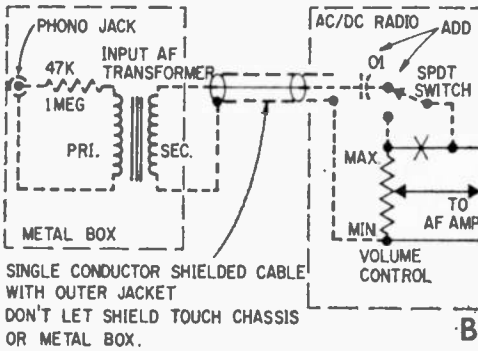 PHONO JACK
47K
1MEG
INPUT AF
TRANSFORMER
PRI.
SEC.
METAL BOX
AC/DC RADIO
01
ADD
SPDT
SWITCH
MAX.
MIN
TO
AF AMP
VOLUME
CONTROL
SINGLE CONDUCTOR SHIELDED CABLE
WITH OUTER JACKET
DON'T LET SHIELD TOUCH CHASSIS
OR METAL BOX.
B